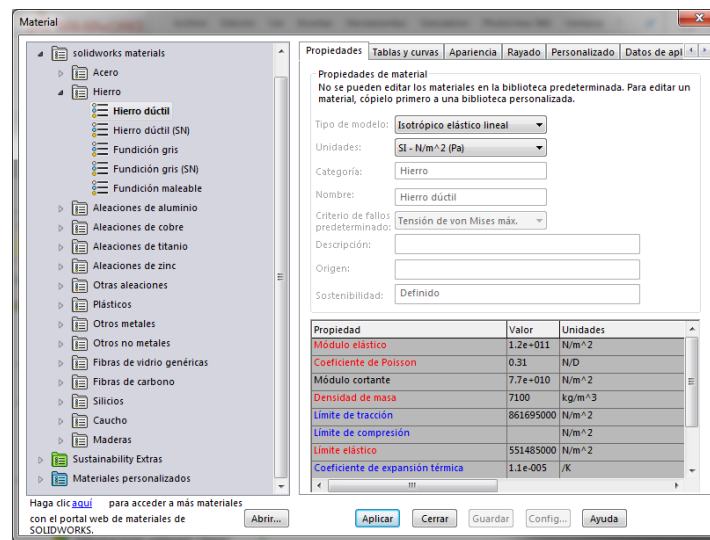 Material
solidworks materials
Acero
Hierro
Hierro dúctil
Hierro dúctil (SN)
Fundición gris
Fundición gris (SN)
Fundición maleable
Aleaciones de aluminio
Aleaciones de cobre
Aleaciones de titanio
Aleaciones de zinc
Otras aleaciones
Plásticos
Otros metales
Otros no metales
Fibras de vidrio genéricas
Fibras de carbono
Silicios
Caucho
Maderas
Sustainability Extras
Materiales personalizados
Haga clic aquí para acceder a más materiales
con el portal web de materiales de
SOLIDWORKS.
Abrir...
Propiedades Tablas y curvas Apariencia Rayado Personalizado Datos de apl
Propiedades de material
No se pueden editar los materiales en la biblioteca predeterminada. Para editar un
material, cópielo primero a una biblioteca personalizada.
Tipo de modelo: Isotrópico elástico lineal
Unidades: SI - N/m^2 (Pa)
Categoría: Hierro
Nombre: Hierro dúctil
Criterio de fallos
predeterminado: Tensión de von Mises máx.
Descripción:
Origen:
Sostenibilidad: Definido
Propiedad Valor Unidades
Módulo elástico 1.2e+011 N/m^2
Coeficiente de Poisson 0.31 N/D
Módulo cortante 7.7e+010 N/m^2
Densidad de masa 7100 kg/m^3
Límite de tracción 861695000 N/m^2
Límite de compresión N/m^2
Límite elástico 551485000 N/m^2
Coeficiente de expansión térmica 1.1e-005 /K
Aplicar Cerrar Guardar Config... Ayuda